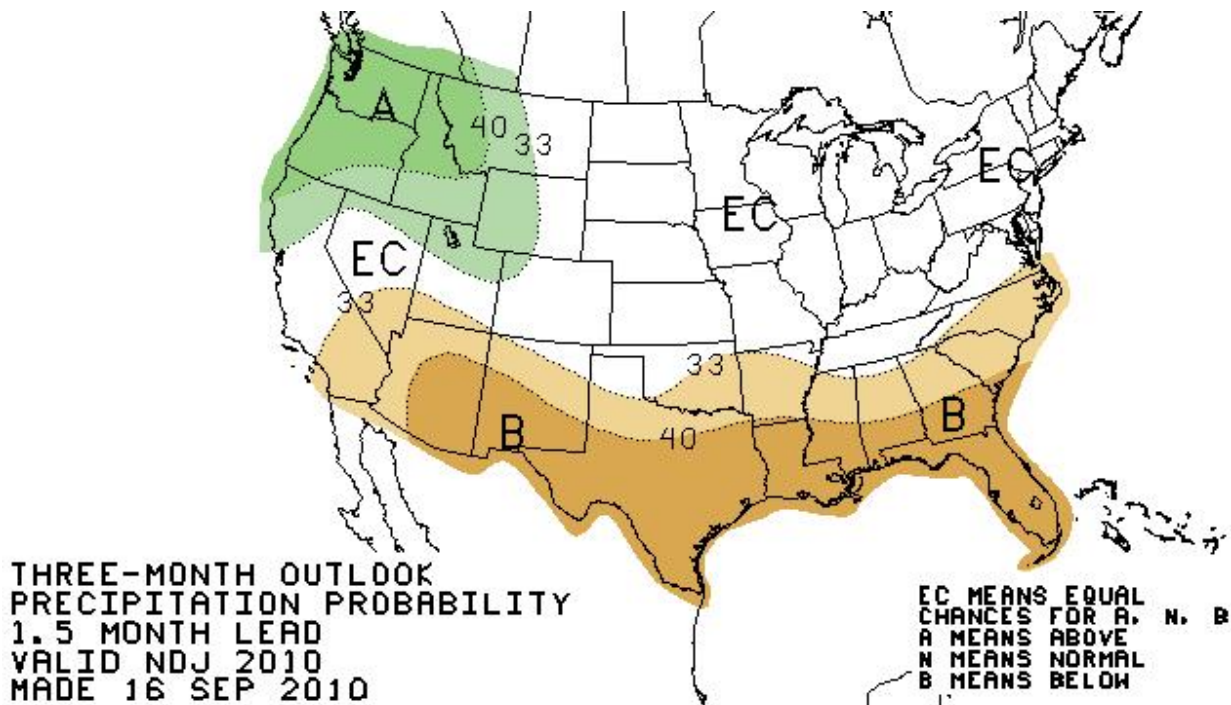 A
40
33
EC
EC
EC
33
33
B
B
40
THREE-MONTH OUTLOOK
PRECIPITATION PROBABILITY
1.5 MONTH LEAD
VALID NDJ 2010
MADE 16 SEP 2010
EC MEANS EQUAL
CHANCES FOR A, N, B
A MEANS ABOVE
N MEANS NORMAL
B MEANS BELOW